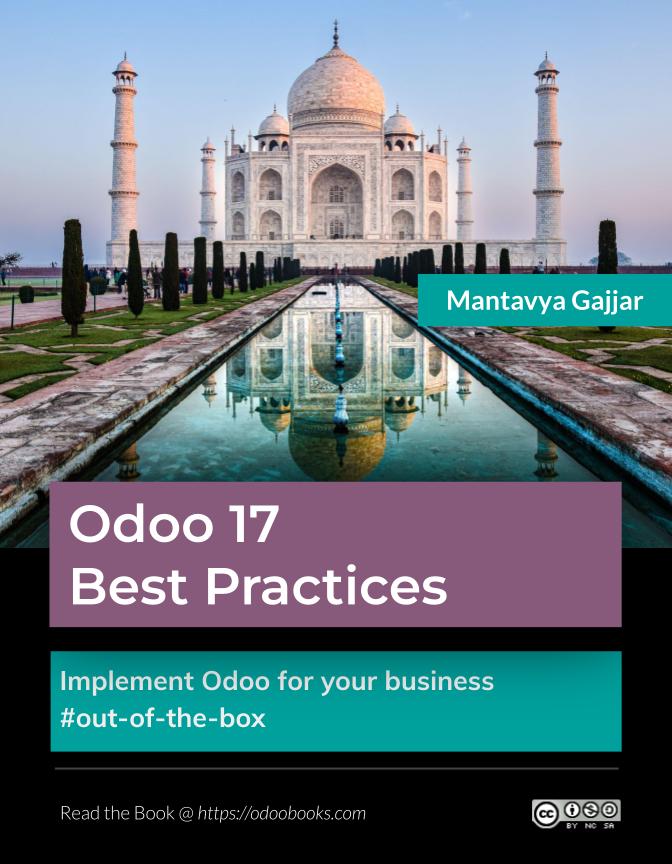 Mantavya Gajjar
Odoo 17
Best Practices
Implement Odoo for your business
#out-of-the-box
Read the Book @ https://odoobooks.com
cc
BY NC SA